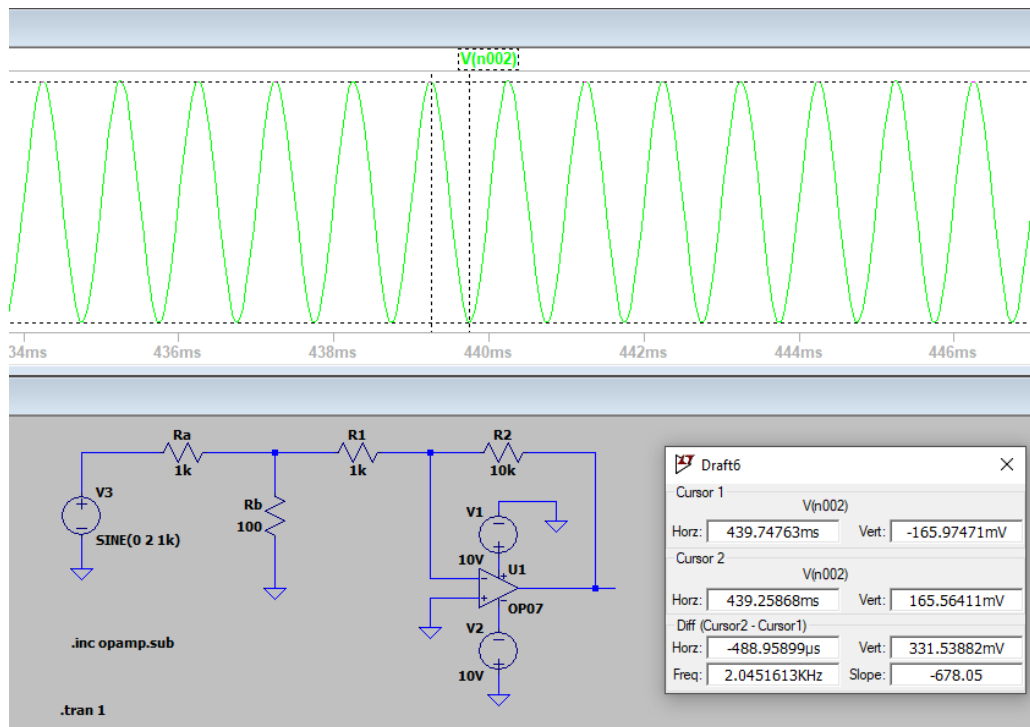 V(n002)
34ms 436ms 438ms 440ms 442ms 444ms 446ms
Ra
1k
R1
1k
R2
10k
V3
SINE(0 2 1k)
Rb
100
V1
10V
U1
OP07
V2
10V
.inc opamp.sub
.tran 1
Draft6
Cursor 1
V(n002)
Horz: 439.74763ms Vert: -165.97471mV
Cursor 2
V(n002)
Horz: 439.25868ms Vert: 165.56411mV
Diff (Cursor2 - Cursor1)
Horz: -488.95899µs Vert: 331.53882mV
Freq: 2.0451613KHz Slope: -678.05